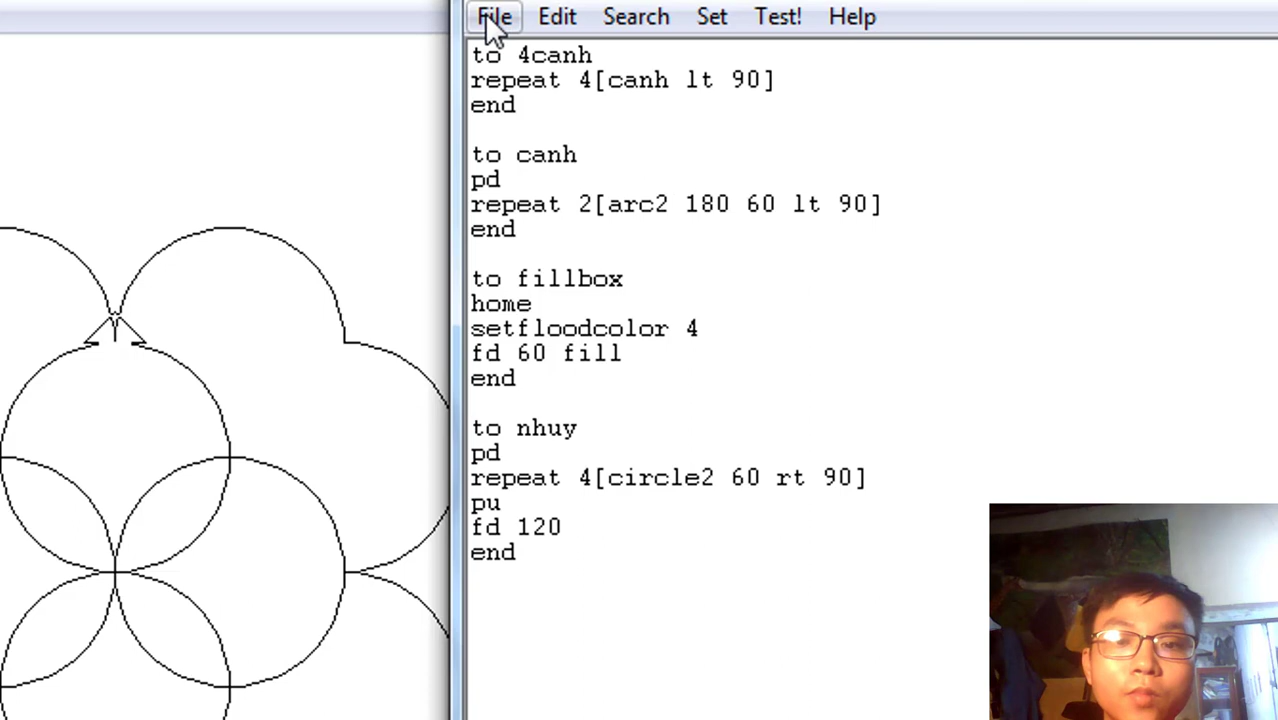 File Edit Search Set Test! Help
to 4canh
repeat 4[canh lt 90]
end
to canh
pd
repeat 2[arc2 180 60 lt 90]
end
to fillbox
home
setfloodcolor 4
fd 60 fill
end
to nhuy
pd
repeat 4[circle2 60 rt 90]
pu
fd 120
end